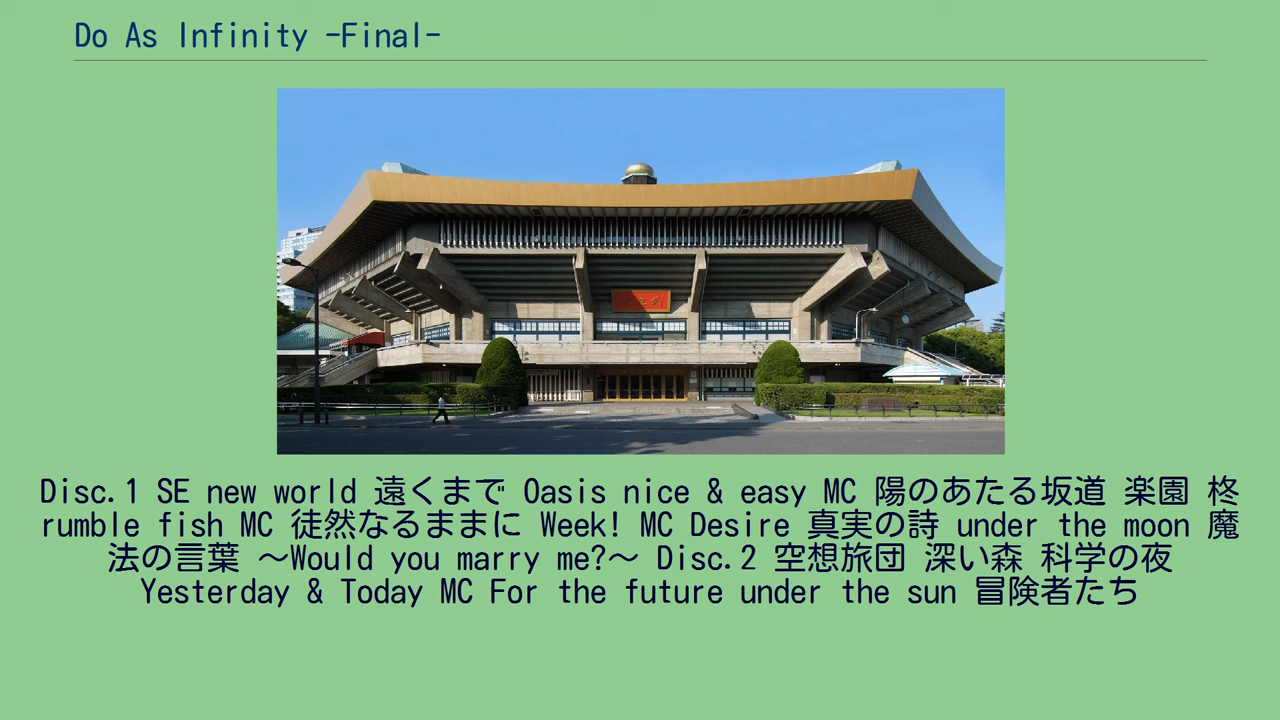 Do As Infinity -Final-
Disc.1 SE new world 遠くまで Oasis nice & easy MC 陽のあたる坂道 楽園 柊
rumble fish MC 徒然なるままに Week! MC Desire 真実の詩 under the moon 魔
法の言葉 〜Would you marry me?〜 Disc.2 空想旅団 深い森 科学の夜
Yesterday & Today MC For the future under the sun 冒険者たち